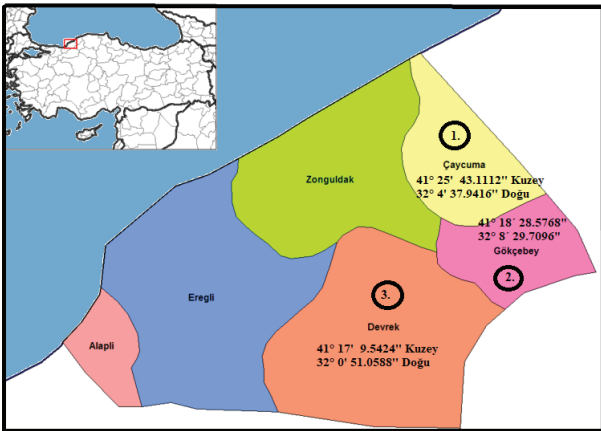 1.
Çaycuma
41° 25' 43.1112'' Kuzey
32° 4' 37.9416'' Doğu
Zonguldak
41° 18´ 28.5768''
32° 8´ 29.7096''
Gökçebey
2.
Eregli
3.
Devrek
41° 17' 9.5424'' Kuzey
32° 0' 51.0588'' Doğu
Alapli